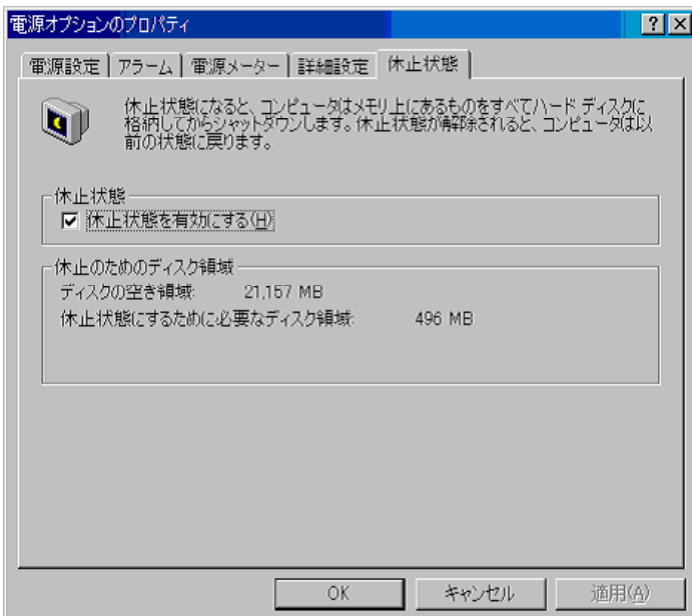 電源オプションのプロパティ
電源設定 アラーム 電源メーター 詳細設定 休止状態
休止状態になると、コンピュータはメモリ上にあるものをすべてハード ディスクに
格納してからシャットダウンします。休止状態が解除されると、コンピュータは以
前の状態に戻ります。
休止状態
休止状態を有効にする(H)
休止のためのディスク領域
ディスクの空き領域: 21,157 MB
休止状態にするために必要なディスク領域: 496 MB
OK キャンセル 適用(A)